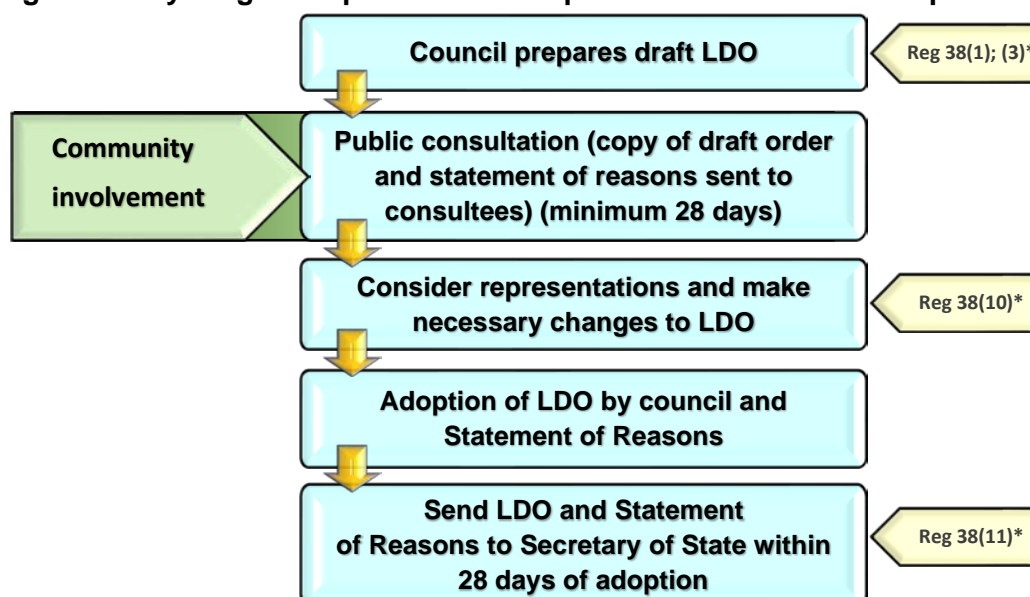 Council prepares draft LDO
Reg 38(1); (3)*
Community
involvement
Public consultation (copy of draft order
and statement of reasons sent to
consultees) (minimum 28 days)
Consider representations and make
necessary changes to LDO
Reg 38(10)*
Adoption of LDO by council and
Statement of Reasons
Send LDO and Statement
of Reasons to Secretary of State within
28 days of adoption
Reg 38(11)*